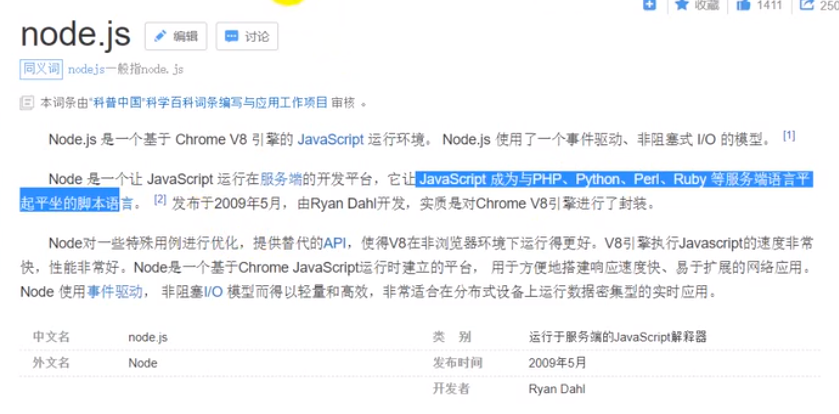 收藏 1411 250
node.js 编辑 讨论
同义词 nodejs一般指node.js
本词条由“科普中国”科学百科词条编写与应用工作项目 审核 。
Node.js 是一个基于 Chrome V8 引擎的 JavaScript 运行环境。 Node.js 使用了一个事件驱动、非阻塞式 I/O 的模型。 [1]
Node 是一个让 JavaScript 运行在服务端的开发平台，它让 JavaScript 成为与PHP、Python、Perl、Ruby 等服务端语言平
起平坐的脚本语言。 [2] 发布于2009年5月，由Ryan Dahl开发，实质是对Chrome V8引擎进行了封装。
Node对一些特殊用例进行优化，提供替代的API，使得V8在非浏览器环境下运行得更好。V8引擎执行Javascript的速度非常
快，性能非常好。Node是一个基于Chrome JavaScript运行时建立的平台， 用于方便地搭建响应速度快、易于扩展的网络应用。
Node 使用事件驱动， 非阻塞I/O 模型而得以轻量和高效，非常适合在分布式设备上运行数据密集型的实时应用。
中文名 node.js 类 别 运行于服务端的JavaScript解释器
外文名 Node 发布时间 2009年5月
开发者 Ryan Dahl